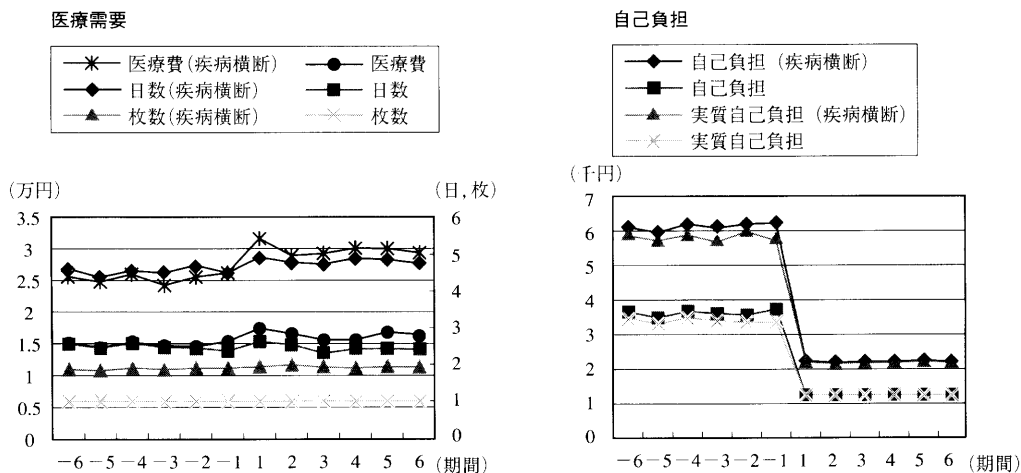 医療需要
医療費(疾病横断) 医療費
日数(疾病横断) 日数
枚数(疾病横断) 枚数
(万円) (日,枚)
3.5 6
3 5
2.5 4
2 3
1.5 2
1 1
0.5 0
0
-6 -5 -4 -3 -2 -1 1 2 3 4 5 6 (期間)
自己負担
自己負担(疾病横断)
自己負担
実質自己負担(疾病横断)
実質自己負担
(千円)
7
6
5
4
3
2
1
0
-6 -5 -4 -3 -2 -1 1 2 3 4 5 6 (期間)